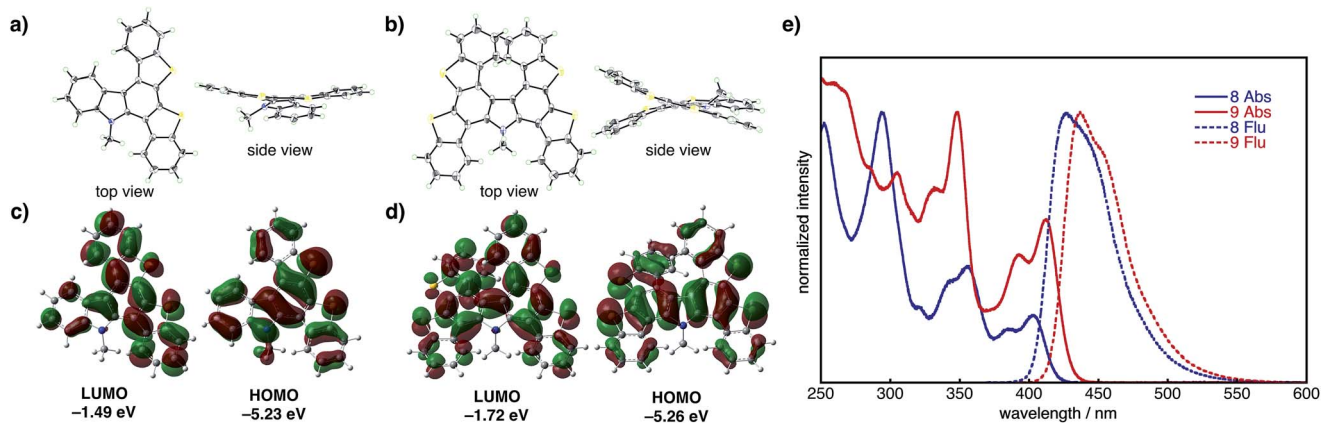 a)
side view
top view
b)
side view
top view
c)
LUMO
–1.49 eV
HOMO
–5.23 eV
d)
LUMO
–1.72 eV
HOMO
–5.26 eV
e)
8 Abs
9 Abs
8 Flu
9 Flu
normalized intensity
250 300 350 400 450 500 550 600
wavelength / nm